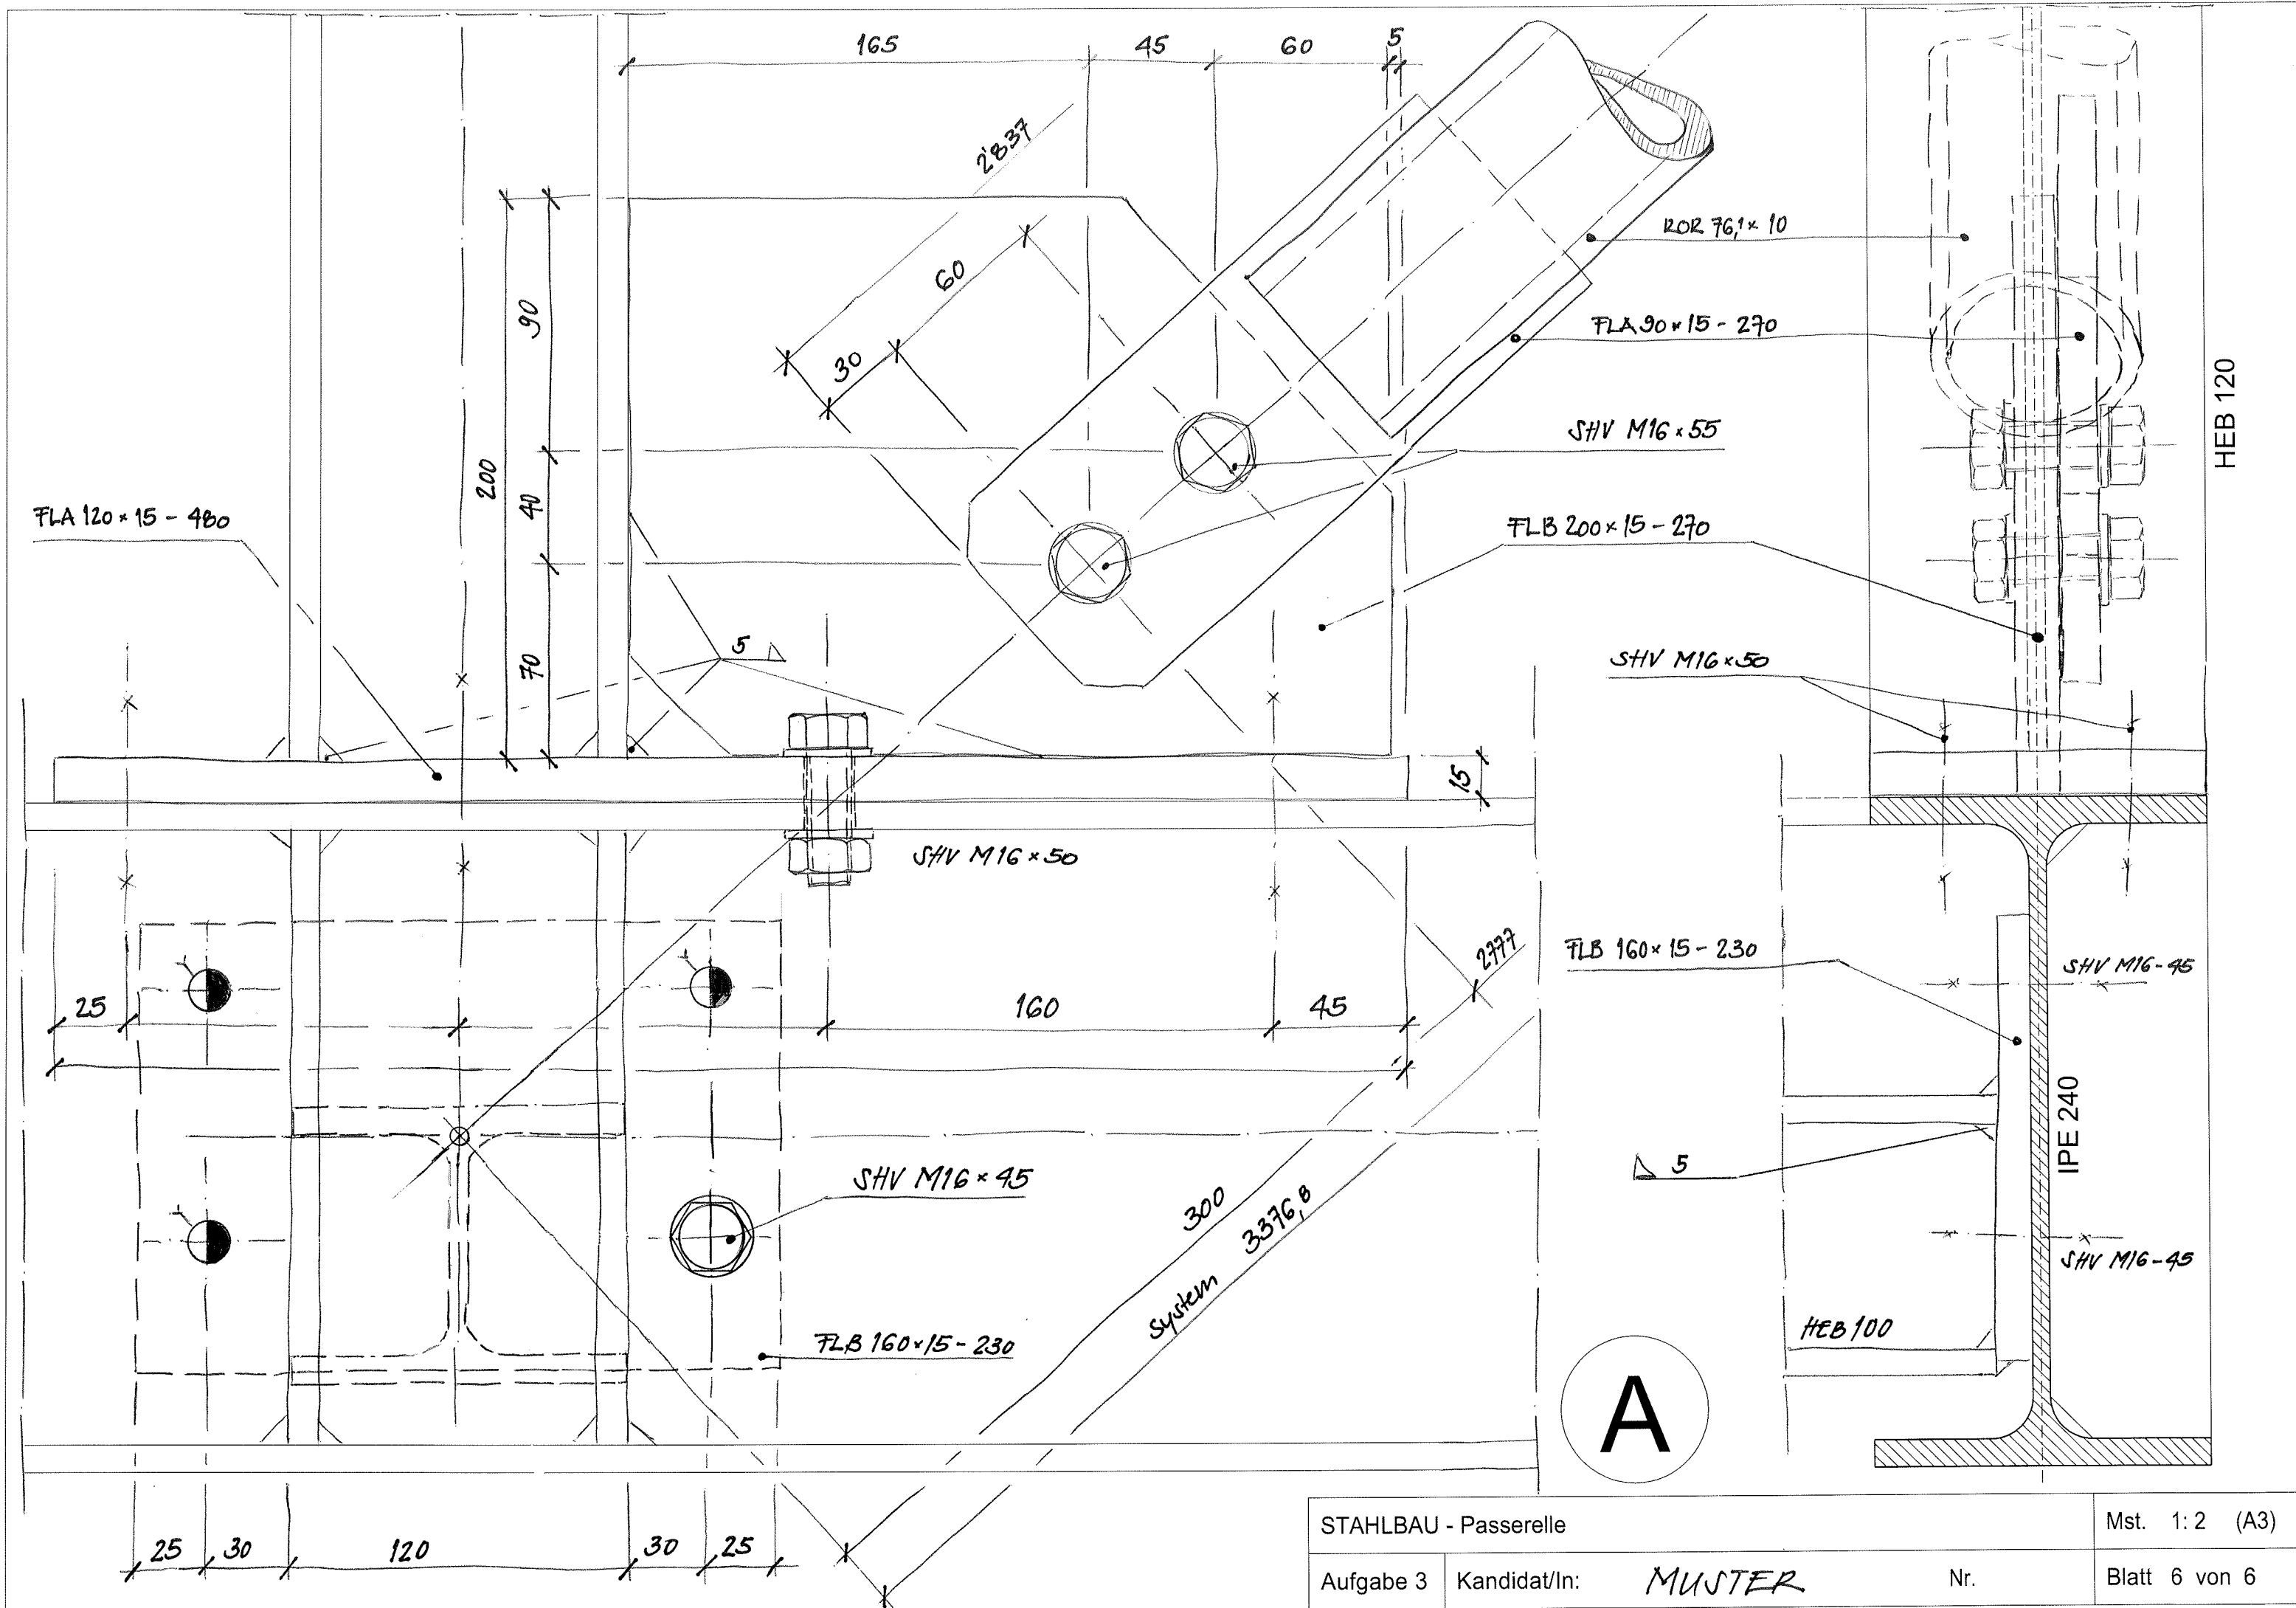 165
45
60
5
2'837
60
30
90
200
40
70
ROR 76,1 x 10
FLA 90 x 15 - 270
SHV M16 x 55
HEB 120
FLA 120 x 15 - 480
FLB 200 x 15 - 270
5
SHV M16 x 50
15
SHV M16 x 50
2777
FLB 160 x 15 - 230
SHV M16 - 45
25
160
45
IPE 240
SHV M16 x 45
5
300
system 3376,8
SHV M16 - 45
FLB 160 x 15 - 230
HEB 100
A
25
30
120
30
25
STAHLBAU - Passerelle
Mst. 1: 2 (A3)
Aufgabe 3
Kandidat/In: MUSTER
Nr.
Blatt 6 von 6